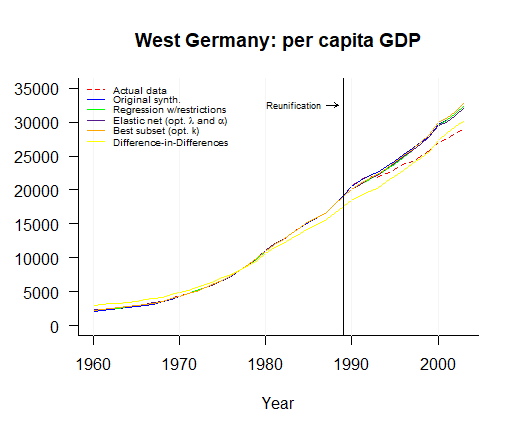 West Germany: per capita GDP
35000
30000
25000
20000
15000
10000
5000
0
Actual data
Original synth.
Regression w/restrictions
Elastic net (opt. λ and α)
Best subset (opt. k)
Difference-in-Differences
Reunification
1960
1970
1980
1990
2000
Year